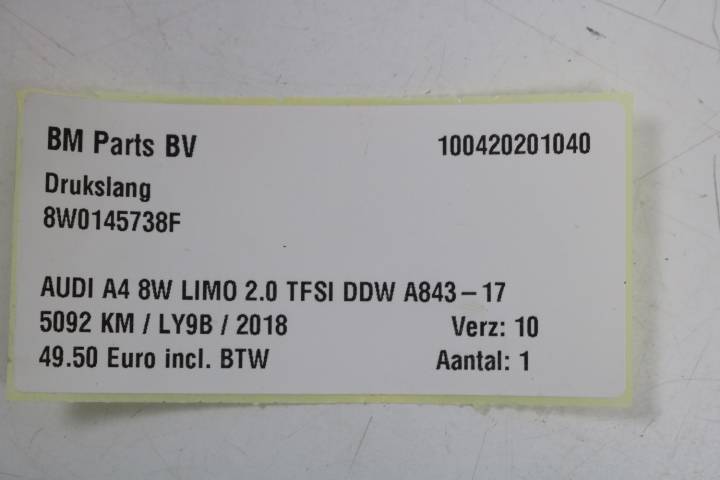 BM Parts BV 100420201040
Drukslang
8W0145738F
AUDI A4 8W LIMO 2.0 TFSI DDW A843-17
5092 KM / LY9B / 2018 Verz: 10
49.50 Euro incl. BTW Aantal: 1